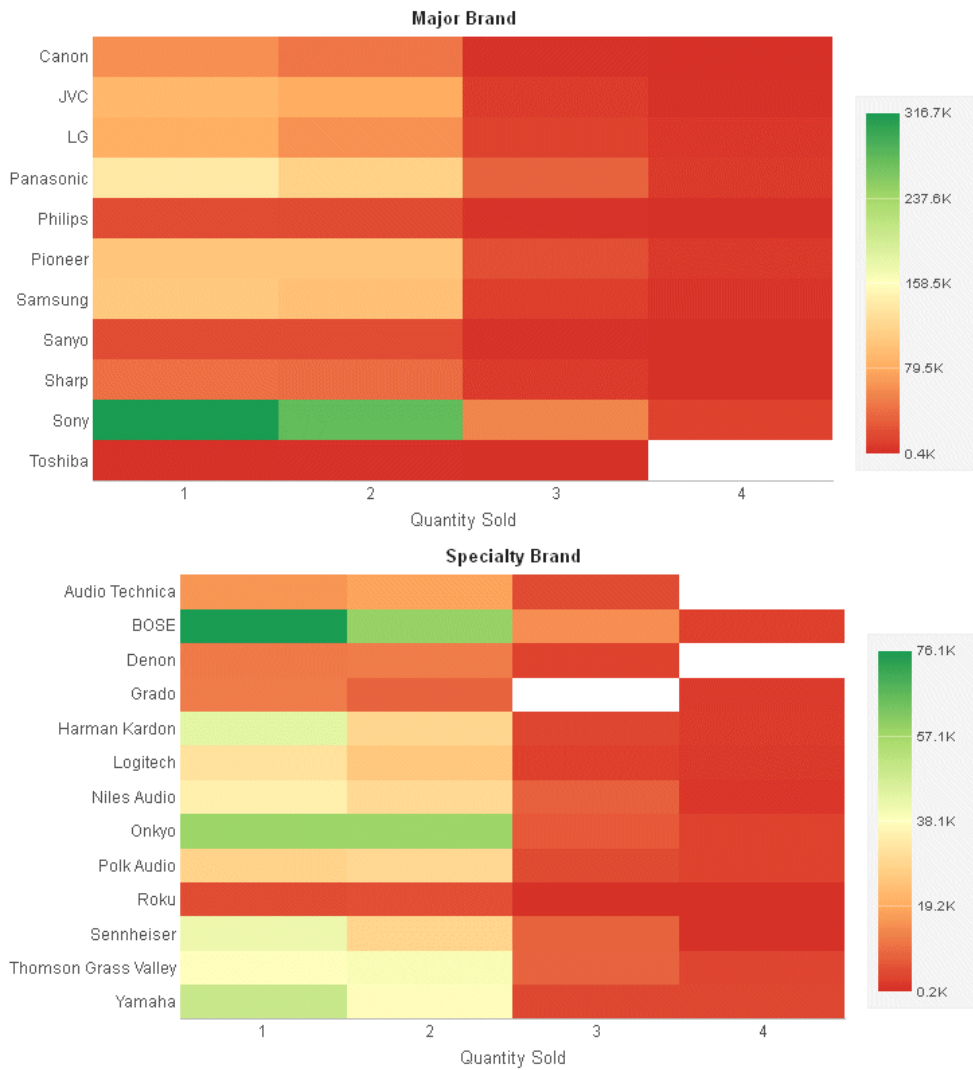 Major Brand
Canon
JVC
LG
Panasonic
Philips
Pioneer
Samsung
Sanyo
Sharp
Sony
Toshiba
1 2 3 4
Quantity Sold
316.7K
237.6K
158.5K
79.5K
0.4K
Specialty Brand
Audio Technica
BOSE
Denon
Grado
Harman Kardon
Logitech
Niles Audio
Onkyo
Polk Audio
Roku
Sennheiser
Thomson Grass Valley
Yamaha
1 2 3 4
Quantity Sold
76.1K
57.1K
38.1K
19.2K
0.2K